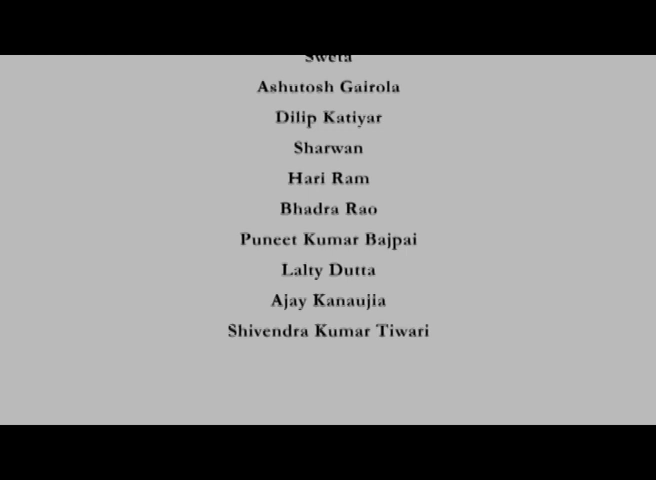 Sweta
Ashutosh Gairola
Dilip Katiyar
Sharwan
Hari Ram
Bhadra Rao
Puneet Kumar Bajpai
Lalty Dutta
Ajay Kanaujia
Shivendra Kumar Tiwari